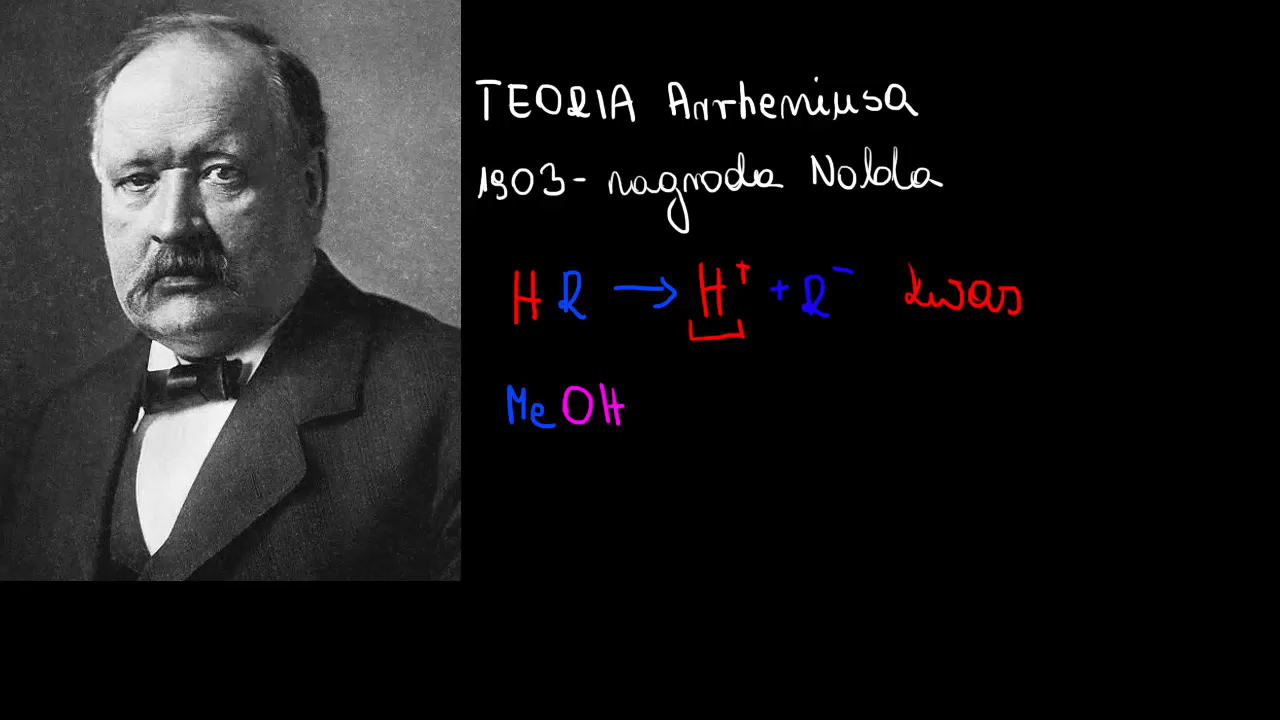 TEORIA Arrheniusa
1903 - nagroda Nobla
HR → H⁺ + R⁻ kwas
MeOH